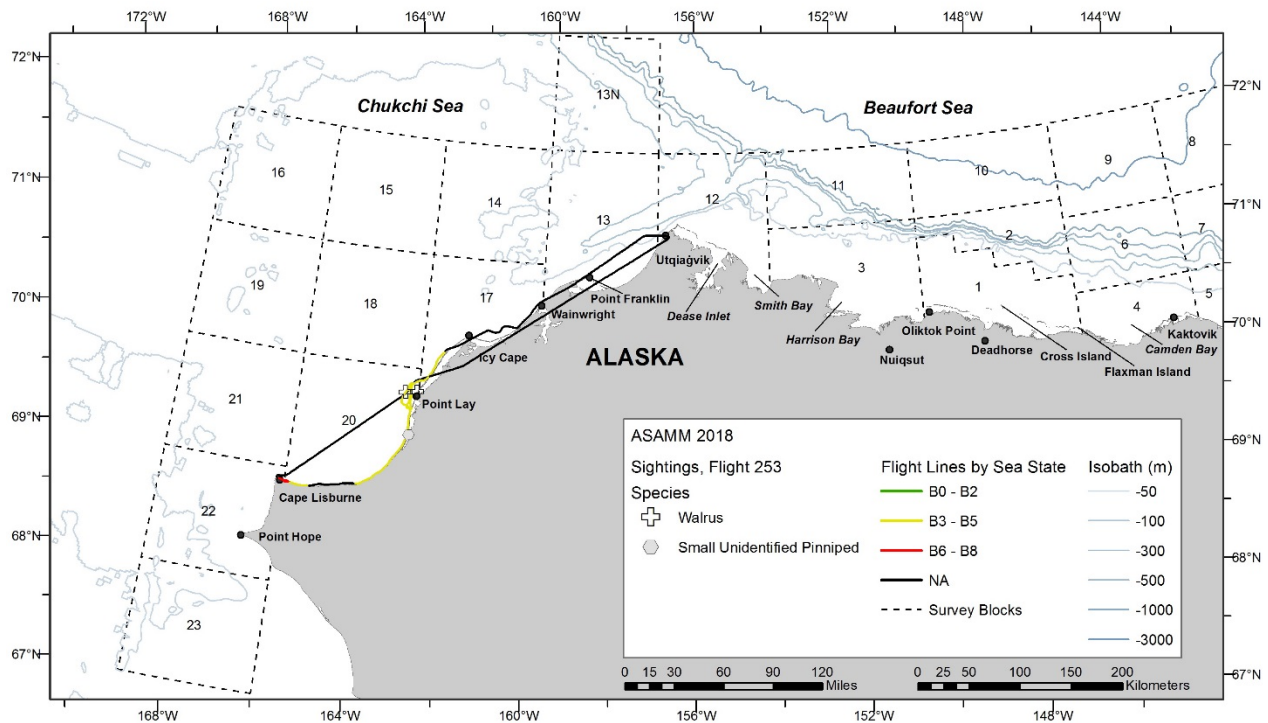 172°W 168°W 164°W 160°W 156°W 152°W 148°W 144°W
72°N 72°N
13N
Chukchi Sea Beaufort Sea
8
9
16 10
15 11
71°N 71°N
14 12
13 7
2 6
Utqiaġvik 3
19 17 1 5
18 Point Franklin Smith Bay 4
70°N Wainwright Dease Inlet Oliktok Point Kaktovik 70°N
Harrison Bay Deadhorse Cross Island Camden Bay
Icy Cape ALASKA Nuiqsut Flaxman Island
21 Point Lay
20
69°N 69°N
Cape Lisburne
22
68°N Point Hope 68°N
23
67°N 67°N
ASAMM 2018
Sightings, Flight 253
Species
Walrus
Small Unidentified Pinniped
Flight Lines by Sea State
B0 - B2
B3 - B5
B6 - B8
NA
Survey Blocks
Isobath (m)
-50
-100
-300
-500
-1000
-3000
0 15 30 60 90 120
Miles
0 25 50 100 150 200
Kilometers
168°W 164°W 160°W 156°W 152°W 148°W